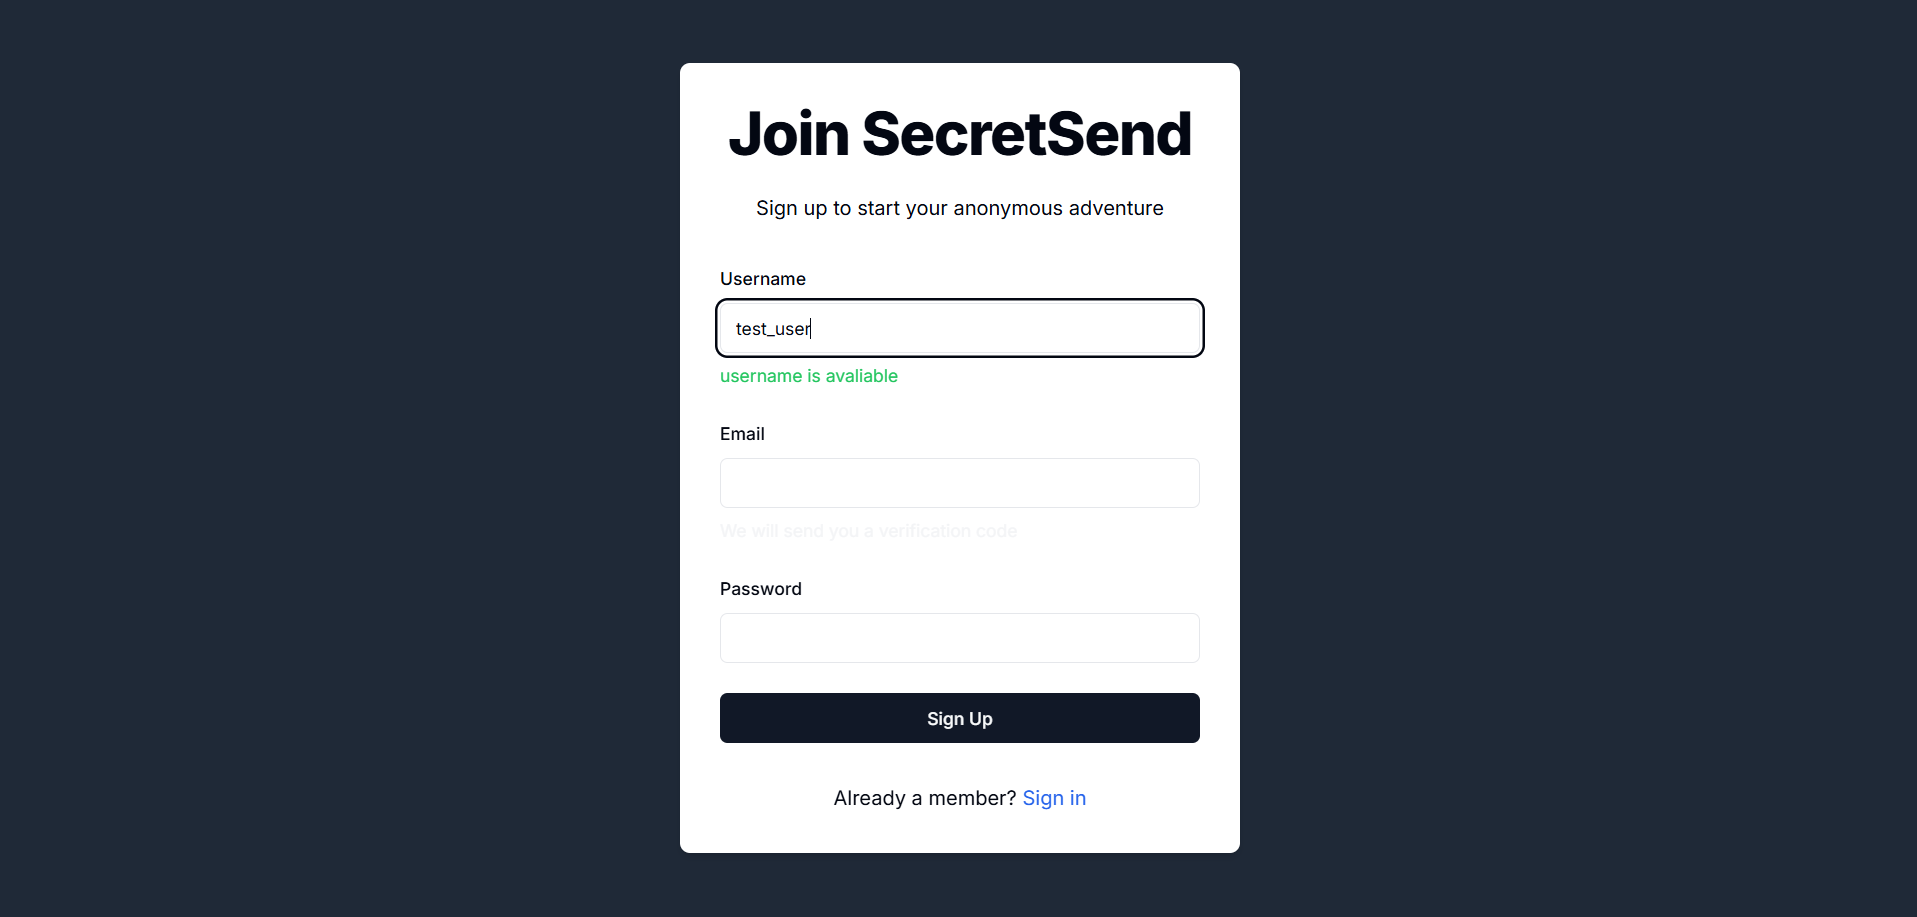 Join SecretSend
Sign up to start your anonymous adventure
Username
test_user
username is avaliable
Email
We will send you a verification code
Password
Sign Up
Already a member? Sign in